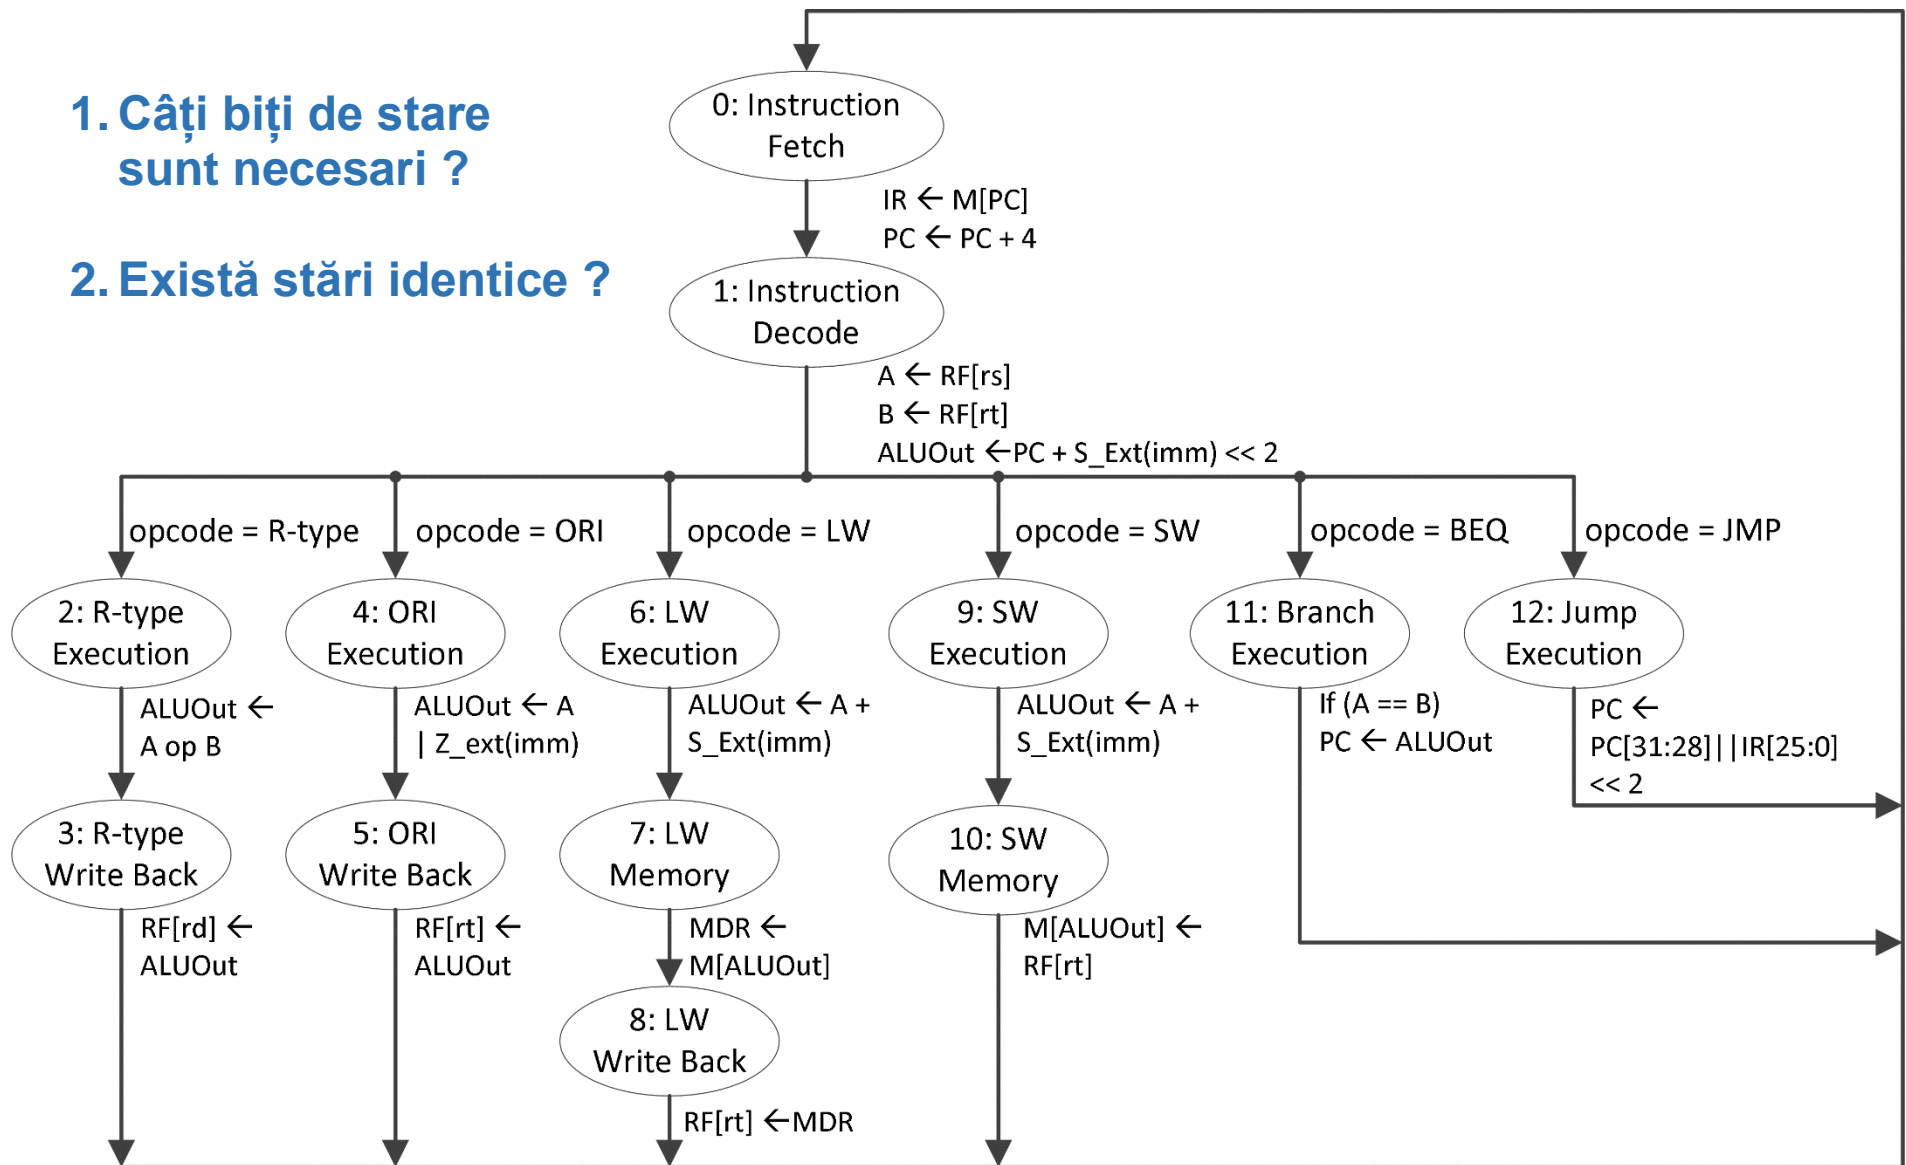 1. Câți biți de stare
sunt necesari ?
2. Există stări identice ?
0: Instruction
Fetch
IR ← M[PC]
PC ← PC + 4
1: Instruction
Decode
A ← RF[rs]
B ← RF[rt]
ALUOut ←PC + S_Ext(imm) << 2
opcode = R-type
opcode = ORI
opcode = LW
opcode = SW
opcode = BEQ
opcode = JMP
2: R-type
Execution
4: ORI
Execution
6: LW
Execution
9: SW
Execution
11: Branch
Execution
12: Jump
Execution
ALUOut ←
A op B
ALUOut ← A
| Z_ext(imm)
ALUOut ← A +
S_Ext(imm)
ALUOut ← A +
S_Ext(imm)
If (A == B)
PC ← ALUOut
PC ←
PC[31:28]||IR[25:0]
<< 2
3: R-type
Write Back
5: ORI
Write Back
7: LW
Memory
10: SW
Memory
RF[rd] ←
ALUOut
RF[rt] ←
ALUOut
MDR ←
M[ALUOut]
M[ALUOut] ←
RF[rt]
8: LW
Write Back
RF[rt] ←MDR